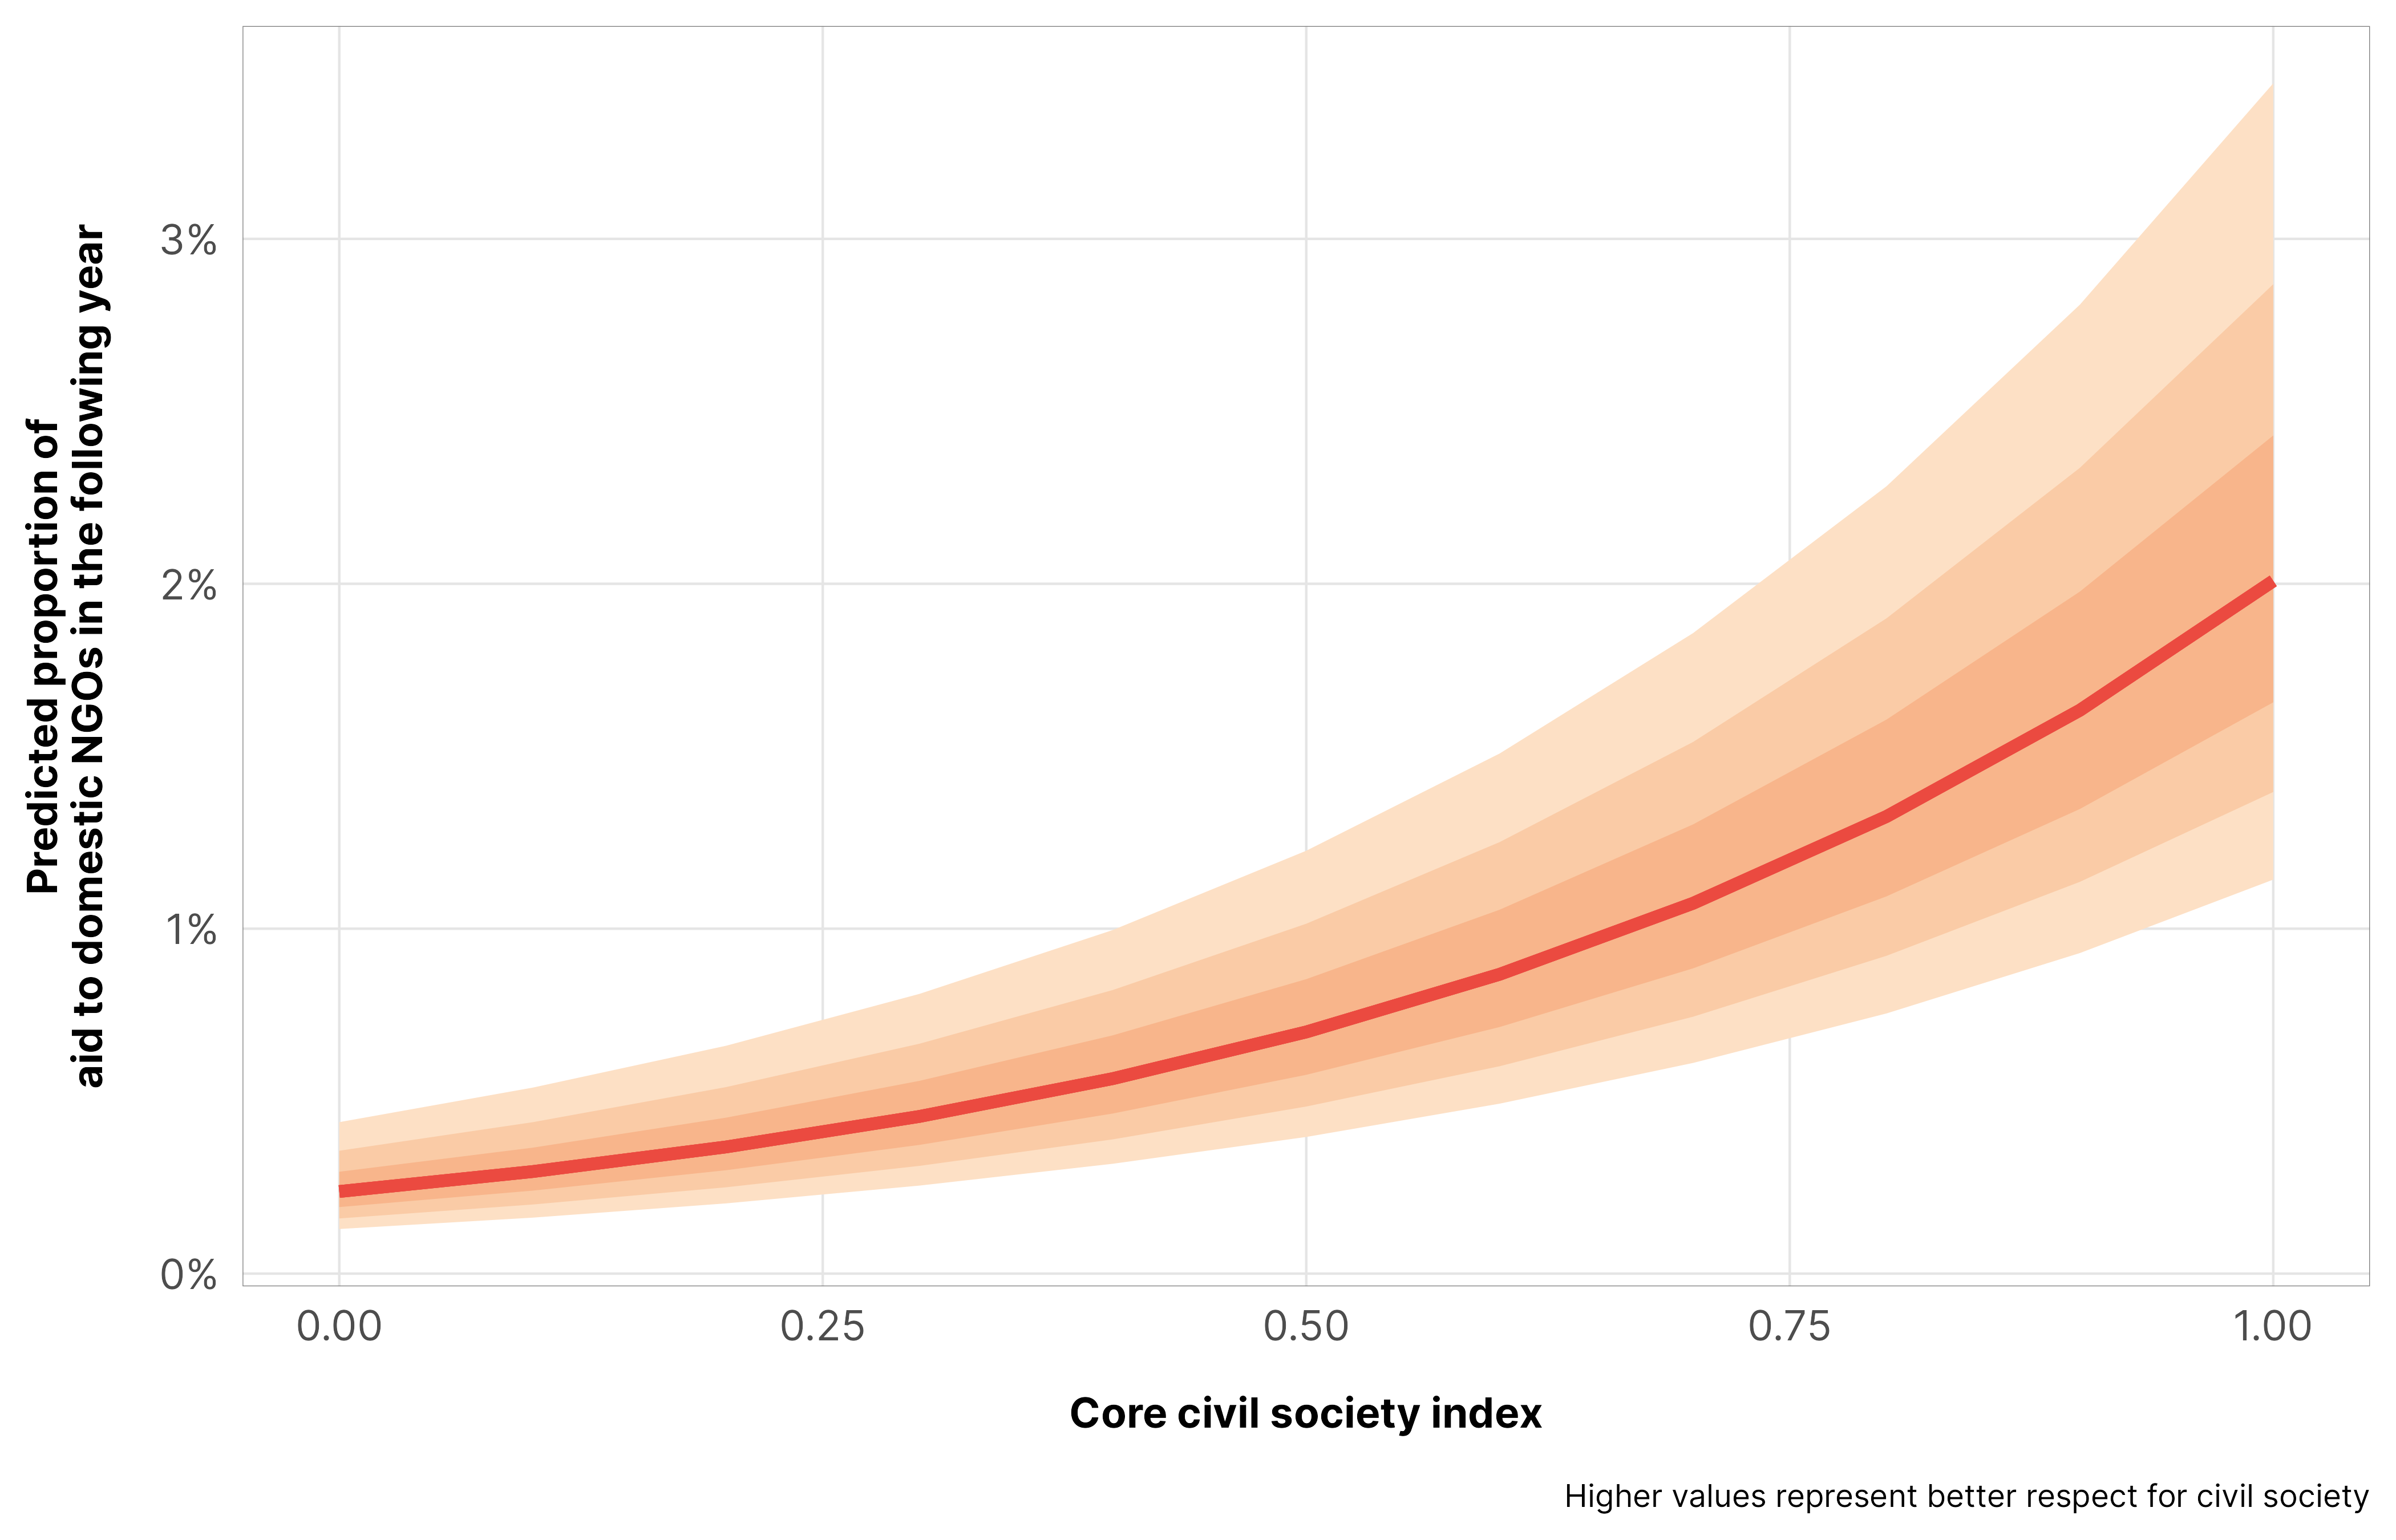 Predicted proportion of
aid to domestic NGOs in the following year
3%
2%
1%
0%
0.00
0.25
0.50
0.75
1.00
Core civil society index
Higher values represent better respect for civil society